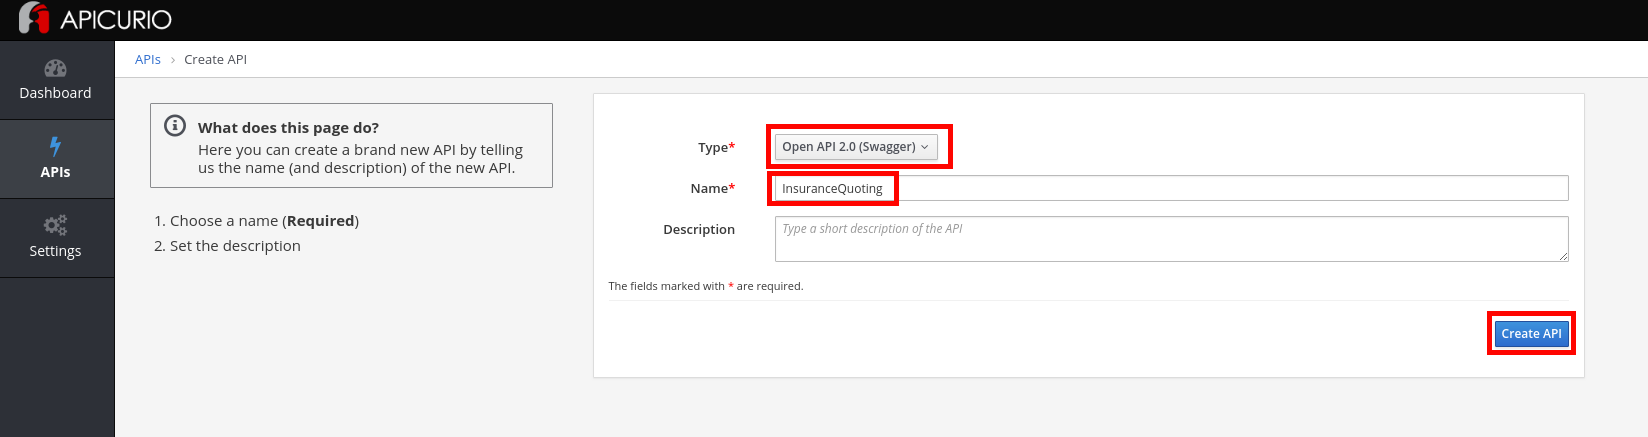 APICURIO
Dashboard
APIs
Settings
APIs › Create API
What does this page do?
Here you can create a brand new API by telling
us the name (and description) of the new API.
1. Choose a name (Required)
2. Set the description
Type* Open API 2.0 (Swagger)
Name* InsuranceQuoting
Description Type a short description of the API
The fields marked with * are required.
Create API